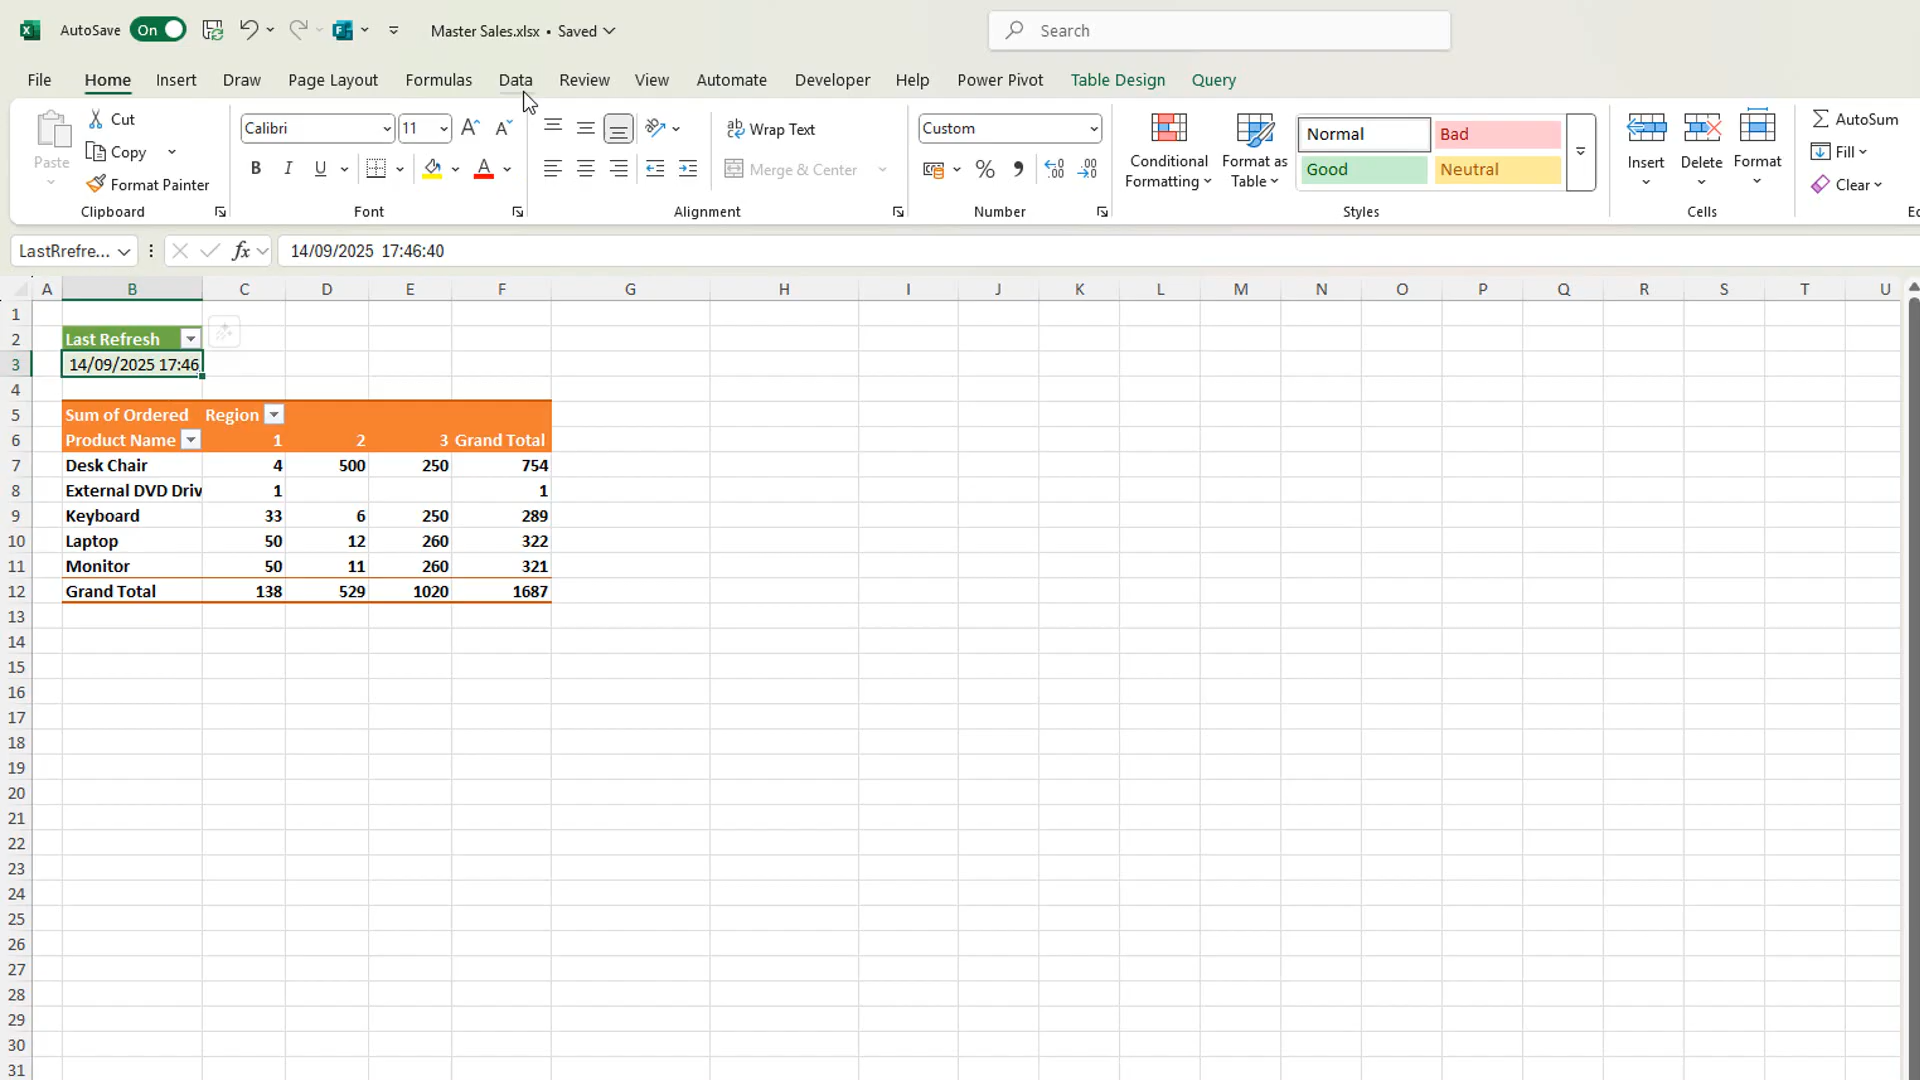 AutoSave On Master Sales.xlsx • Saved Search
File Home Insert Draw Page Layout Formulas Data Review View Automate Developer Help Power Pivot Table Design Query
Paste Cut Copy Format Painter
Clipboard
Calibri 11
B I U A
Font
ab Wrap Text
Merge & Center
Alignment
Custom
% 9
Number
Conditional Formatting
Format as Table
Normal Bad
Good Neutral
Styles
Insert Delete Format
Cells
AutoSum
Fill
Clear
LastRrefre... fx 14/09/2025 17:46:40
A B C D E F G H I J K L M N O P Q R S T U
1
2 Last Refresh
3 14/09/2025 17:46
4
5 Sum of Ordered Region
6 Product Name 1 2 3 Grand Total
7 Desk Chair 4 500 250 754
8 External DVD Driv 1 1
9 Keyboard 33 6 250 289
10 Laptop 50 12 260 322
11 Monitor 50 11 260 321
12 Grand Total 138 529 1020 1687
13
14
15
16
17
18
19
20
21
22
23
24
25
26
27
28
29
30
31